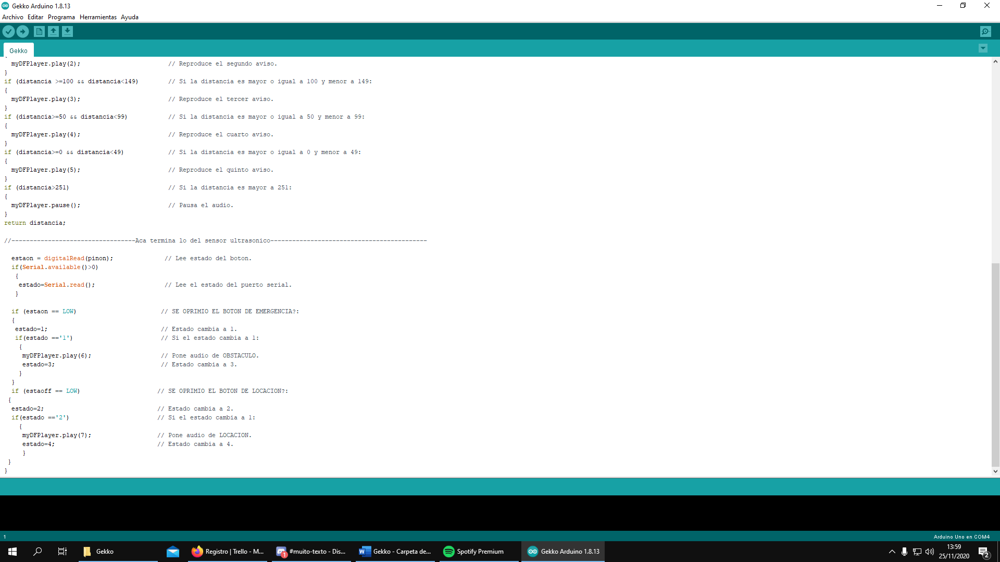 Gekko Arduino 1.8.13
Archivo Editar Programa Herramientas Ayuda
Gekko
myDFPlayer.play(2); // Reproduce el segundo aviso.
}
if (distancia >=100 && distancia<149) // Si la distancia es mayor o igual a 100 y menor a 149:
{
myDFPlayer.play(3); // Reproduce el tercer aviso.
}
if (distancia>=50 && distancia<99) // Si la distancia es mayor o igual a 50 y menor a 99:
{
myDFPlayer.play(4); // Reproduce el cuarto aviso.
}
if (distancia>=0 && distancia<49) // Si la distancia es mayor o igual a 0 y menor a 49:
{
myDFPlayer.play(5); // Reproduce el quinto aviso.
}
if (distancia>251) // Si la distancia es mayor a 251:
{
myDFPlayer.pause(); // Pausa el audio.
}
return distancia;
//----------------------------------Aca termina lo del sensor ultrasonico-------------------------------------------
estaon = digitalRead(pinon); // Lee estado del boton.
if(Serial.available()>0)
{
estado=Serial.read(); // Lee el estado del puerto serial.
}
if (estaon == LOW) // SE OPRIMIO EL BOTON DE EMERGENCIA?:
{
estado=1; // Estado cambia a 1.
if(estado =='1') // Si el estado cambia a 1:
{
myDFPlayer.play(6); // Pone audio de OBSTACULO.
estado=3; // Estado cambia a 3.
}
}
if (estaoff == LOW) // SE OPRIMIO EL BOTON DE LOCACION?:
{
estado=2; // Estado cambia a 2.
if(estado =='2') // Si el estado cambia a 1:
{
myDFPlayer.play(7); // Pone audio de LOCACION.
estado=4; // Estado cambia a 4.
}
}
}
1
Arduino Uno en COM4
Gekko
Registro | Trello - M...
#muito-texto - Dis...
Gekko - Carpeta de...
Spotify Premium
Gekko Arduino 1.8.13
13:59
25/11/2020
1
2